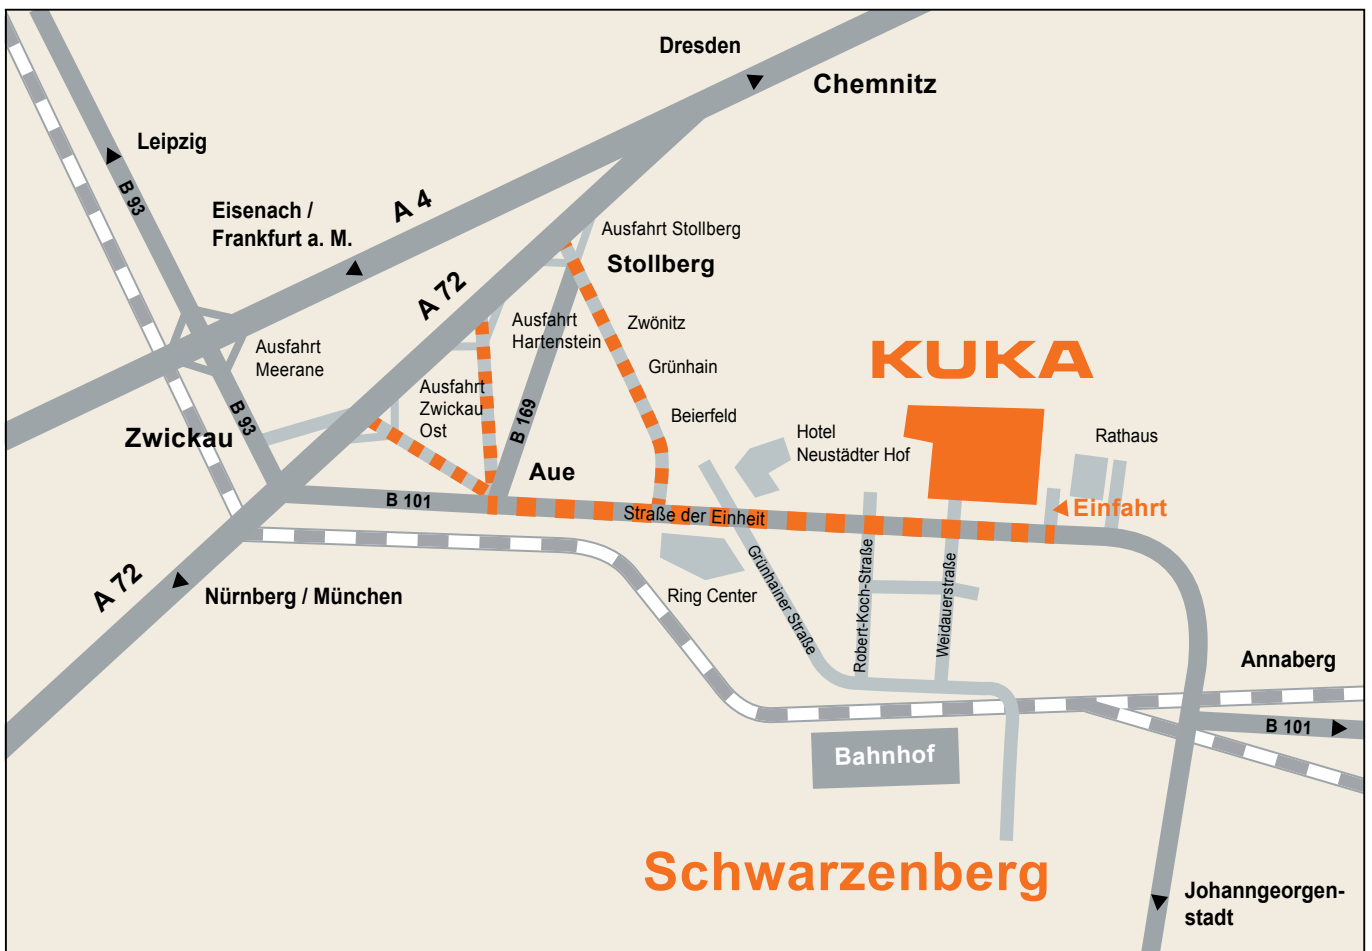 Dresden
Chemnitz
Leipzig
B 93
Eisenach /
Frankfurt a. M.
A 4
Ausfahrt Stollberg
Stollberg
A 72
Ausfahrt
Hartenstein
Zwönitz
Grünhain
Beierfeld
Ausfahrt
Meerane
KUKA
Ausfahrt
Zwickau
Ost
B 93
Zwickau
B 169
Aue
Hotel
Neustädter Hof
Rathaus
B 101
Straße der Einheit
Einfahrt
A 72
Nürnberg / München
Ring Center
Grünhainer Straße
Robert-Koch-Straße
Weidauerstraße
Annaberg
B 101
Bahnhof
Schwarzenberg
Johanngeorgen-
stadt